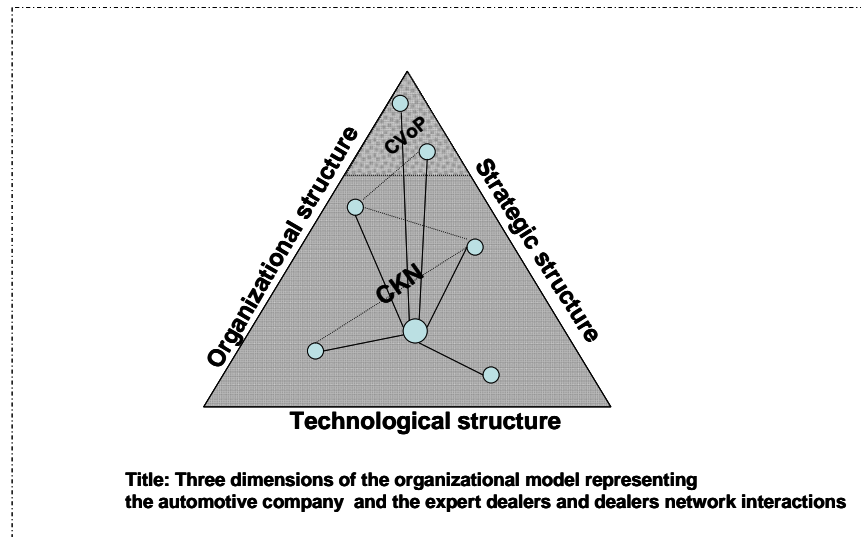 CVoP
Organizational structure
Strategic structure
CKN
Technological structure
Title: Three dimensions of the organizational model representing
the automotive company and the expert dealers and dealers network interactions